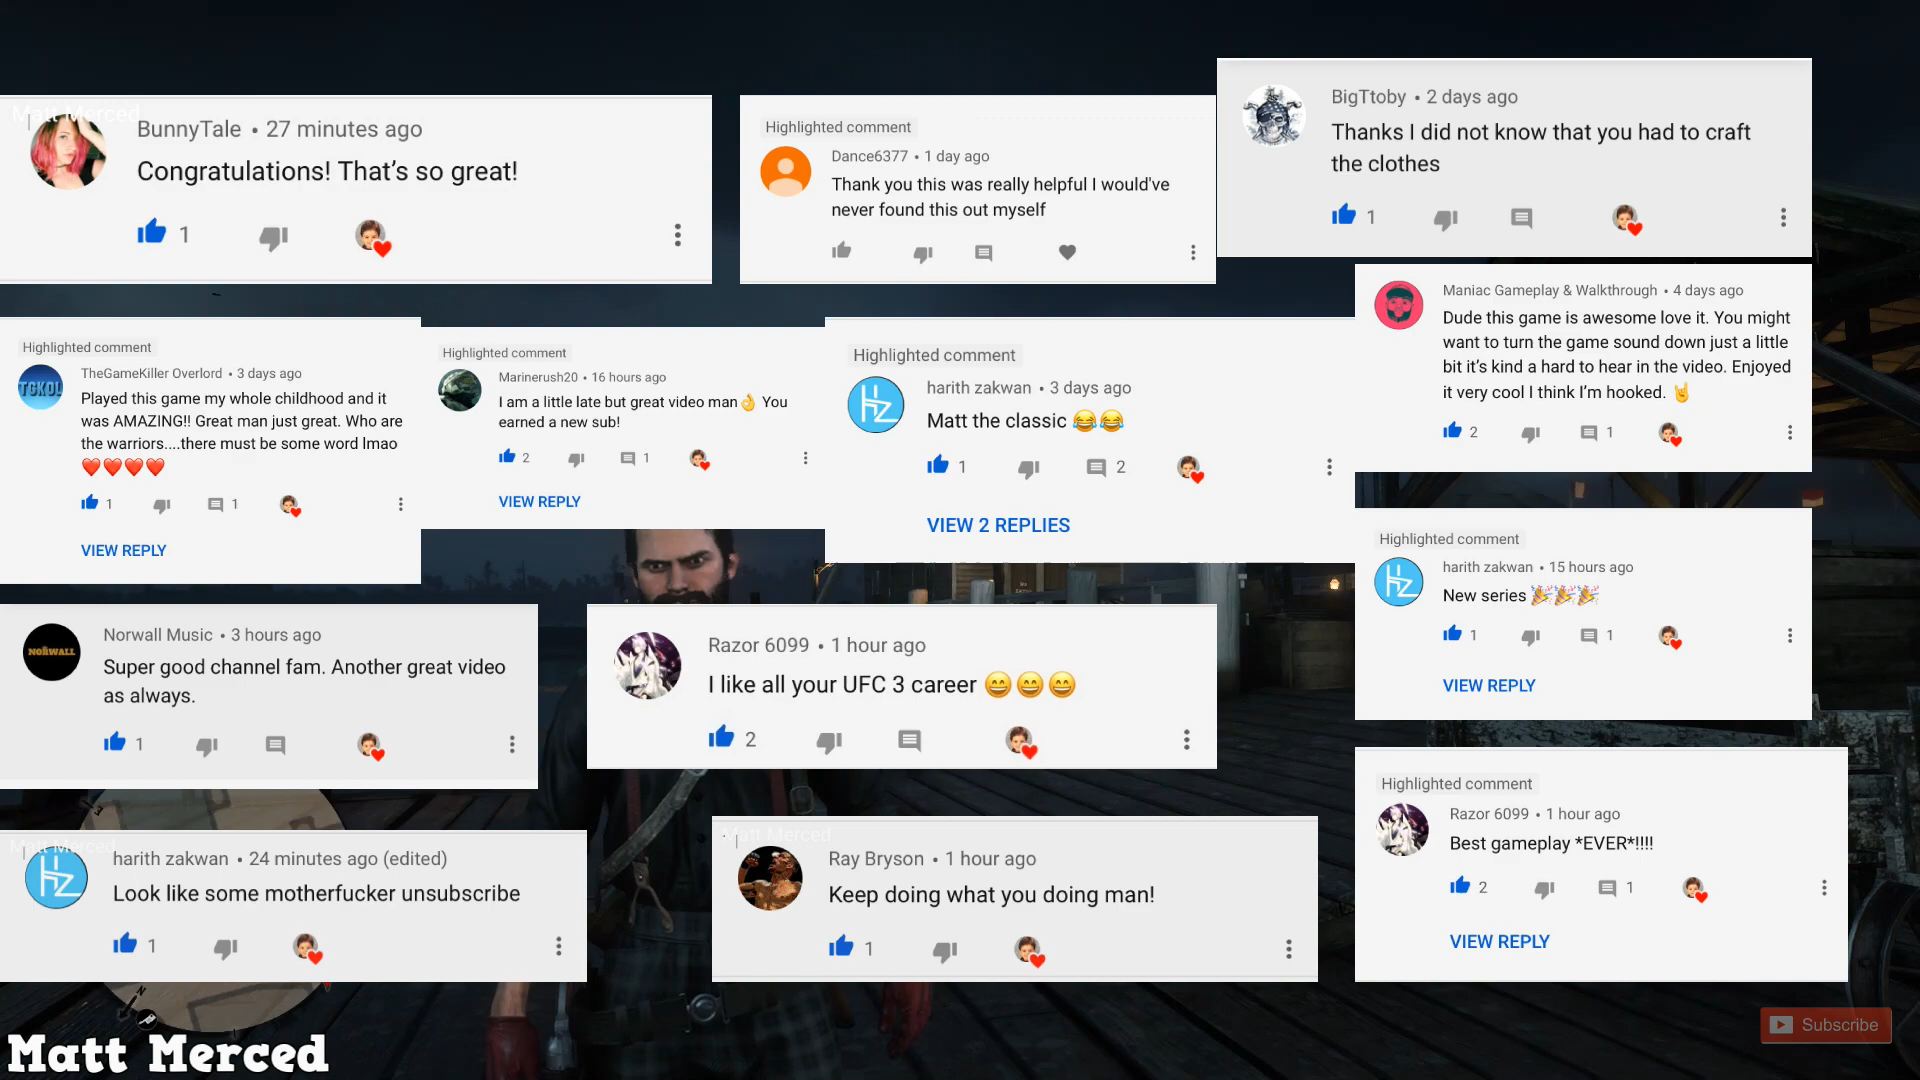 Matt Merced
BunnyTale • 27 minutes ago
Congratulations! That’s so great!
1
Highlighted comment
Dance6377 • 1 day ago
Thank you this was really helpful I would've
never found this out myself
BigTtoby • 2 days ago
Thanks I did not know that you had to craft
the clothes
1
Maniac Gameplay & Walkthrough • 4 days ago
Dude this game is awesome love it. You might
want to turn the game sound down just a little
bit it’s kind a hard to hear in the video. Enjoyed
it very cool I think I’m hooked. 🤘
2 1
Highlighted comment
TheGameKiller Overlord • 3 days ago
TGKOL
Played this game my whole childhood and it
was AMAZING!! Great man just great. Who are
the warriors....there must be some word lmao
❤️❤️❤️❤️
1 1
VIEW REPLY
Highlighted comment
Marinerush20 • 16 hours ago
I am a little late but great video man👌 You
earned a new sub!
2 1
VIEW REPLY
Highlighted comment
harith zakwan • 3 days ago
HZ
Matt the classic 😂😂
1 2
VIEW 2 REPLIES
Highlighted comment
harith zakwan • 15 hours ago
HZ
New series 🎉🎉🎉
1 1
VIEW REPLY
Norwall Music • 3 hours ago
NORWALL
Super good channel fam. Another great video
as always.
1
Razor 6099 • 1 hour ago
I like all your UFC 3 career 😄😄😄
2
Highlighted comment
Razor 6099 • 1 hour ago
Best gameplay *EVER*!!!!
2 1
VIEW REPLY
Matt Merced
harith zakwan • 24 minutes ago (edited)
HZ
Look like some motherfucker unsubscribe
1
Matt Merced
Ray Bryson • 1 hour ago
Keep doing what you doing man!
1
N
Matt Merced
Subscribe